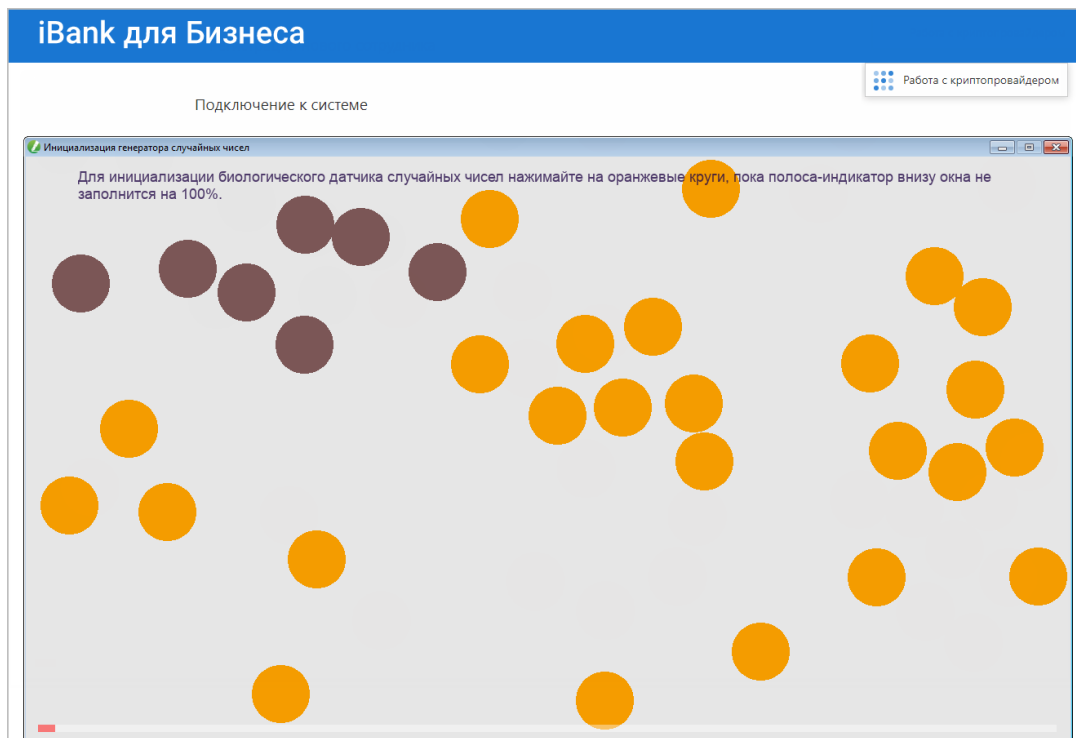 iBank для Бизнеса
Работа с криптопровайдером
Подключение к системе
Инициализация генератора случайных чисел
Для инициализации биологического датчика случайных чисел нажимайте на оранжевые круги, пока полоса-индикатор внизу окна не
заполнится на 100%.